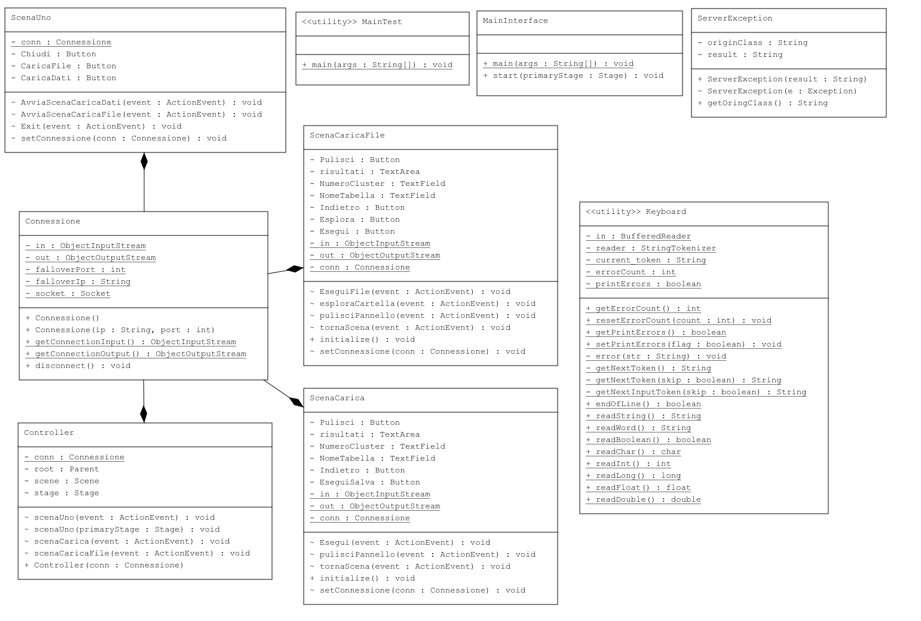 ScenaUno
- conn : Connessione
- Chiudi : Button
- CaricaFile : Button
- CaricaDati : Button
~ AvviaScenaCaricaDati(event : ActionEvent) : void
~ AvviaScenaCaricaFile(event : ActionEvent) : void
~ Exit(event : ActionEvent) : void
~ setConnessione(conn : Connessione) : void
<<utility>> MainTest
+ main(args : String[]) : void
MainInterface
+ main(args : String[]) : void
+ start(primaryStage : Stage) : void
ServerException
- originClass : String
- result : String
+ ServerException(result : String)
~ ServerException(e : Exception)
+ getOringClass() : String
ScenaCaricaFile
- Pulisci : Button
- risultati : TextArea
- NumeroCluster : TextField
- NomeTabella : TextField
- Indietro : Button
- Esplora : Button
- Esegui : Button
- in : ObjectInputStream
- out : ObjectOutputStream
- conn : Connessione
~ EseguiFile(event : ActionEvent) : void
~ esploraCartella(event : ActionEvent) : void
~ pulisciPannello(event : ActionEvent) : void
~ tornaScena(event : ActionEvent) : void
+ initialize() : void
~ setConnessione(conn : Connessione) : void
Connessione
- in : ObjectInputStream
- out : ObjectOutputStream
- falloverPort : int
- falloverIp : String
- socket : Socket
+ Connessione()
+ Connessione(ip : String, port : int)
+ getConnectionInput() : ObjectInputStream
+ getConnectionOutput() : ObjectOutputStream
+ disconnect() : void
<<utility>> Keyboard
- in : BufferedReader
- reader : StringTokenizer
- current_token : String
- errorCount : int
- printErrors : boolean
+ getErrorCount() : int
+ resetErrorCount(count : int) : void
+ getPrintErrors() : boolean
+ setPrintErrors(flag : boolean) : void
- error(str : String) : void
- getNextToken() : String
- getNextToken(skip : boolean) : String
- getNextInputToken(skip : boolean) : String
+ endOfLine() : boolean
+ readString() : String
+ readWord() : String
+ readBoolean() : boolean
+ readChar() : char
+ readInt() : int
+ readLong() : long
+ readFloat() : float
+ readDouble() : double
Controller
- conn : Connessione
- root : Parent
- scene : Scene
- stage : Stage
~ scenaUno(event : ActionEvent) : void
~ scenaUno(primaryStage : Stage) : void
~ scenaCarica(event : ActionEvent) : void
~ scenaCaricaFile(event : ActionEvent) : void
+ Controller(conn : Connessione)
ScenaCarica
- Pulisci : Button
- risultati : TextArea
- NumeroCluster : TextField
- NomeTabella : TextField
- Indietro : Button
- EseguiSalva : Button
- in : ObjectInputStream
- out : ObjectOutputStream
- conn : Connessione
~ Esegui(event : ActionEvent) : void
~ pulisciPannello(event : ActionEvent) : void
~ tornaScena(event : ActionEvent) : void
+ initialize() : void
~ setConnessione(conn : Connessione) : void